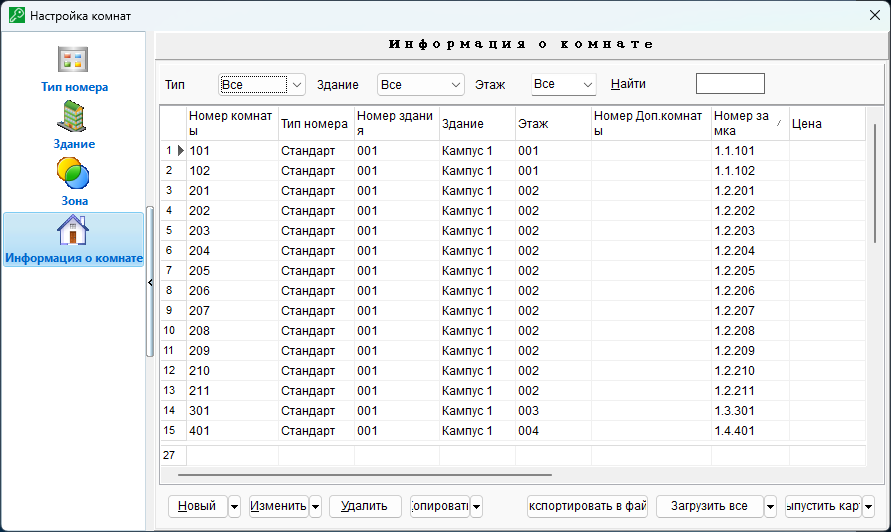 Настройка комнат
Тип номера
Здание
Зона
Информация о комнате
Информация о комнате
Тип Все Здание Все Этаж Все Найти
Номер комнаты Тип номера Номер здания Здание Этаж Номер Доп.комнаты Номер замка Цена
1 101 Стандарт 001 Кампус 1 001 1.1.101
2 102 Стандарт 001 Кампус 1 001 1.1.102
3 201 Стандарт 001 Кампус 1 002 1.2.201
4 202 Стандарт 001 Кампус 1 002 1.2.202
5 203 Стандарт 001 Кампус 1 002 1.2.203
6 204 Стандарт 001 Кампус 1 002 1.2.204
7 205 Стандарт 001 Кампус 1 002 1.2.205
8 206 Стандарт 001 Кампус 1 002 1.2.206
9 207 Стандарт 001 Кампус 1 002 1.2.207
10 208 Стандарт 001 Кампус 1 002 1.2.208
11 209 Стандарт 001 Кампус 1 002 1.2.209
12 210 Стандарт 001 Кампус 1 002 1.2.210
13 211 Стандарт 001 Кампус 1 002 1.2.211
14 301 Стандарт 001 Кампус 1 003 1.3.301
15 401 Стандарт 001 Кампус 1 004 1.4.401
27
Новый Изменить Удалить опировать кспортировать в фай Загрузить все ыпустить кар